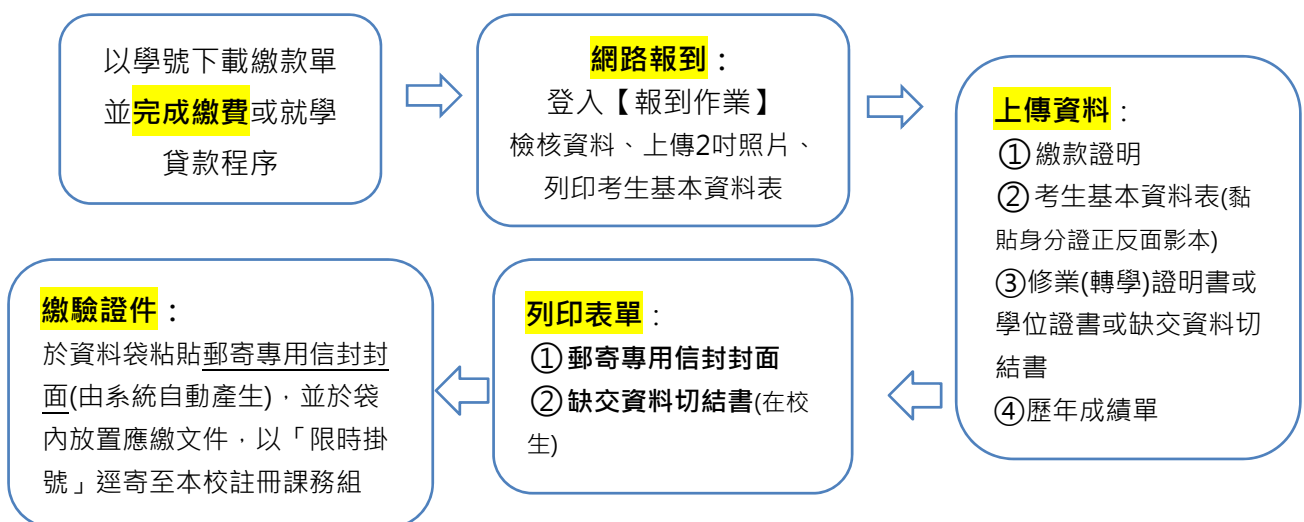 以學號下載繳款單
並完成繳費或就學
貸款程序
網路報到：
登入【報到作業】
檢核資料、上傳2吋照片、
列印考生基本資料表
上傳資料：
①繳款證明
②考生基本資料表(黏
貼身分證正反面影本)
③修業(轉學)證明書或
學位證書或缺交資料切
結書
④歷年成績單
列印表單：
①郵寄專用信封封面
②缺交資料切結書(在校
生)
繳驗證件：
於資料袋粘貼郵寄專用信封封
面(由系統自動產生)，並於袋
內放置應繳文件，以「限時掛
號」逕寄至本校註冊課務組